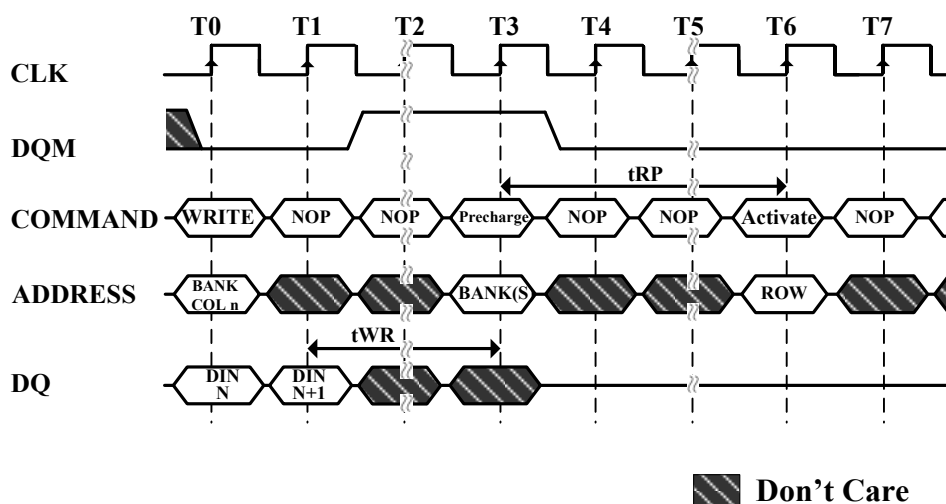 T0 T1 T2 T3 T4 T5 T6 T7
CLK
DQM
tRP
COMMAND WRITE NOP NOP Precharge NOP NOP Activate NOP
ADDRESS BANK COL n BANK(S ROW
tWR
DQ DIN N DIN N+1
Don't Care